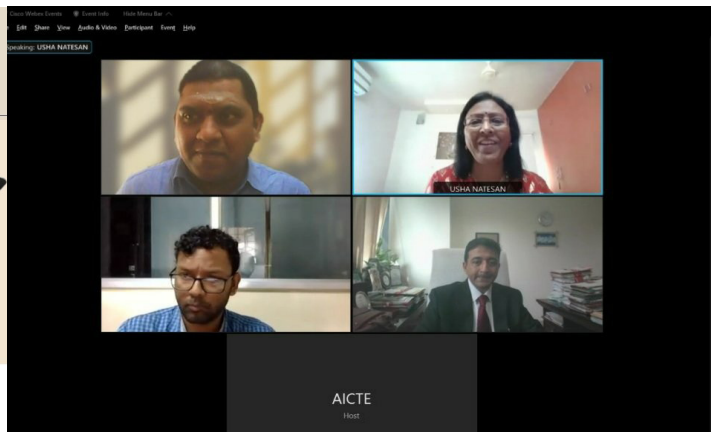 Cisco Webex Events Event Info Hide Menu Bar
Edit Share View Audio & Video Participant Event Help
Speaking: USHA NATESAN
USHA NATESAN
AICTE
Host